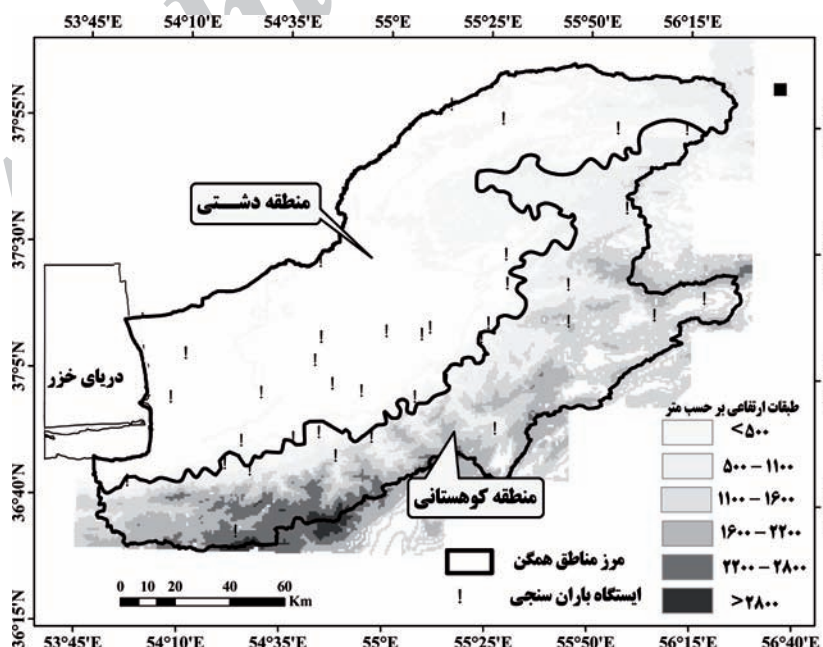 53°45'E 54°10'E 54°35'E 55°E 55°25'E 55°50'E 56°15'E
37°55'N
37°30'N
37°5'N
36°40'N
36°15'N
منطقه دشــتی
دریای خزر
منطقه کوهستانی
طبقات ارتفاعی بر حسب متر
<۵۰۰
۵۰۰ – ۱۱۰۰
۱۱۰۰ – ۱۶۰۰
۱۶۰۰ – ۲۲۰۰
۲۲۰۰ – ۲۸۰۰
>۲۸۰۰
مرز مناطق همگن
! ایستگاه باران سنجی
0 10 20 40 60
Km
53°45'E 54°10'E 54°35'E 55°E 55°25'E 55°50'E 56°15'E 56°40'E